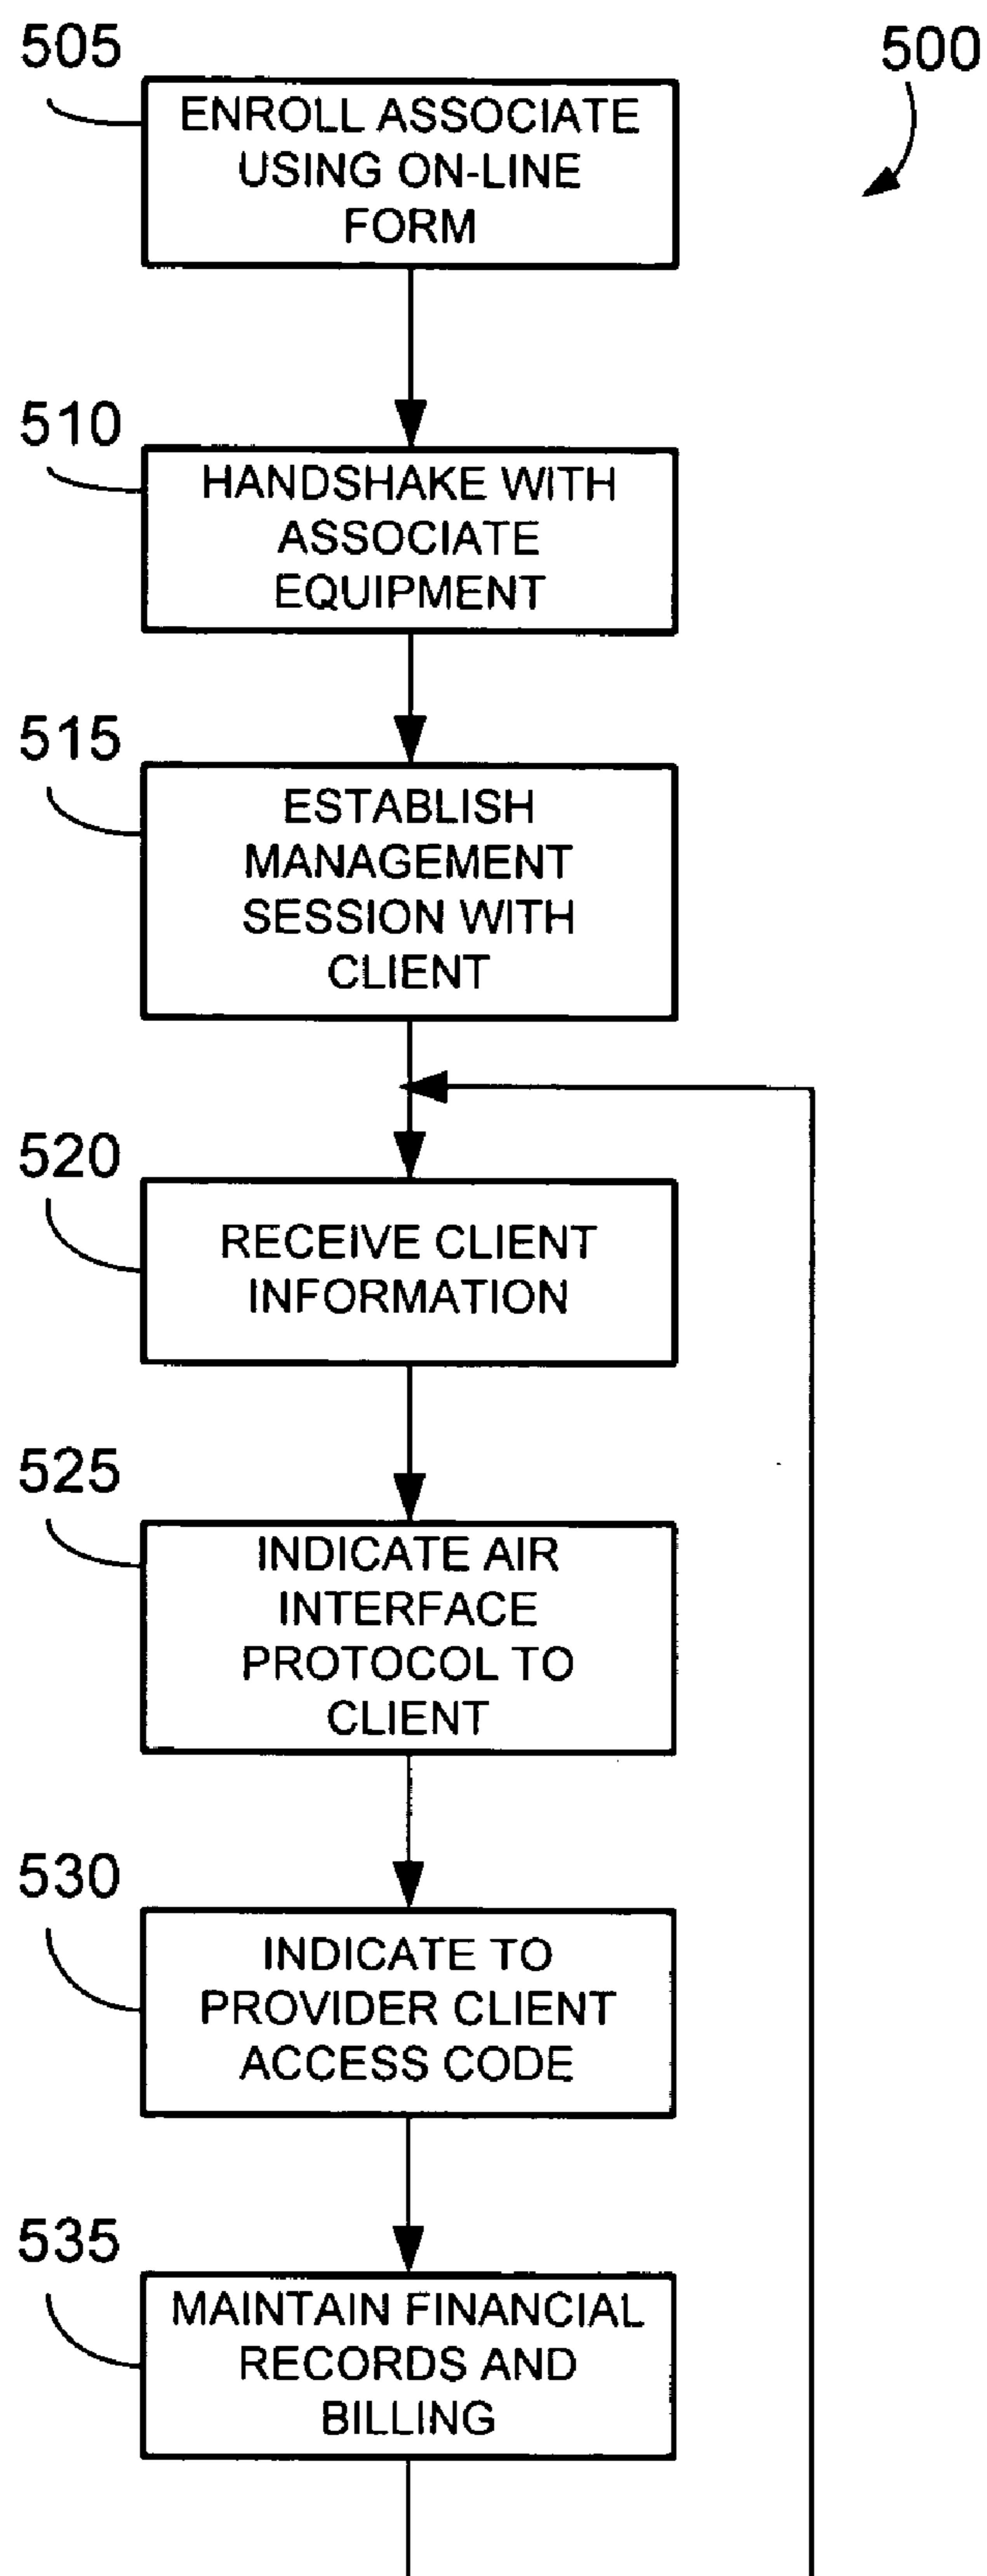 505
500
ENROLL ASSOCIATE
USING ON-LINE
FORM
510
HANDSHAKE WITH
ASSOCIATE
EQUIPMENT
515
ESTABLISH
MANAGEMENT
SESSION WITH
CLIENT
520
RECEIVE CLIENT
INFORMATION
525
INDICATE AIR
INTERFACE
PROTOCOL TO
CLIENT
530
INDICATE TO
PROVIDER CLIENT
ACCESS CODE
535
MAINTAIN FINANCIAL
RECORDS AND
BILLING